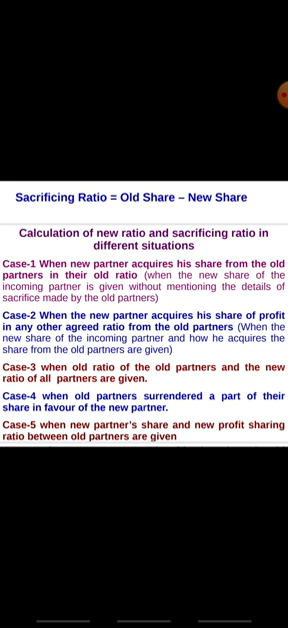 Sacrificing Ratio = Old Share – New Share
Calculation of new ratio and sacrificing ratio in
different situations
Case-1 When new partner acquires his share from the old
partners in their old ratio (when the new share of the
incoming partner is given without mentioning the details of
sacrifice made by the old partners)
Case-2 When the new partner acquires his share of profit
in any other agreed ratio from the old partners (When the
new share of the incoming partner and how he acquires the
share from the old partners are given)
Case-3 when old ratio of the old partners and the new
ratio of all partners are given.
Case-4 when old partners surrendered a part of their
share in favour of the new partner.
Case-5 when new partner's share and new profit sharing
ratio between old partners are given